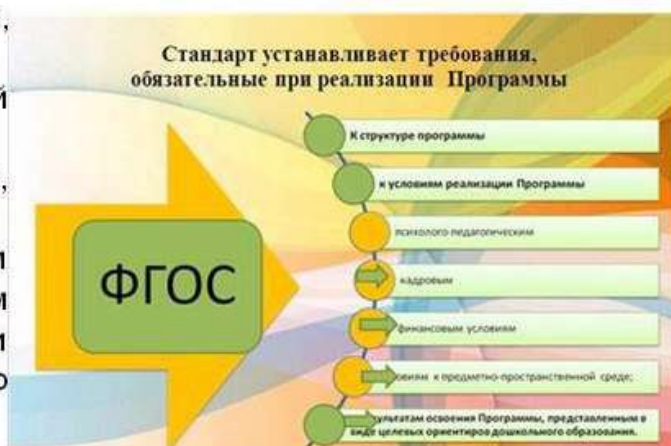 Стандарт устанавливает требования,
обязательные при реализации Программы
К структуре программы
к условиям реализации Программы
психолого педагогическим
кадровым
ФГОС
финансовым условиям
к предметно-пространственной среде;
освоения Программы, представленным в
виде целевых ориентиров дошкольного образования.